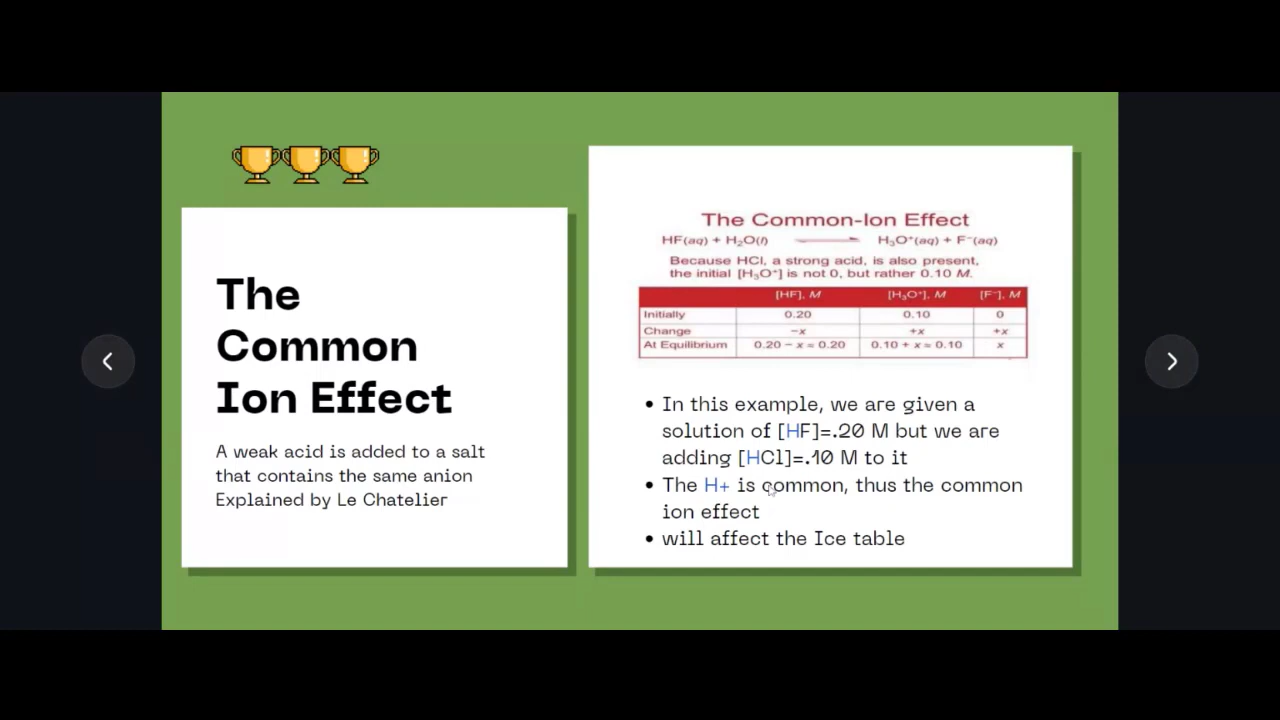 The
Common
Ion Effect
A weak acid is added to a salt
that contains the same anion
Explained by Le Chatelier
The Common-Ion Effect
HF(aq) + H₂O(l) ⇌ H₃O⁺(aq) + F⁻(aq)
Because HCl, a strong acid, is also present,
the initial [H₃O⁺] is not 0, but rather 0.10 M.
[HF], M [H₃O⁺], M [F⁻], M
Initially 0.20 0.10 0
Change −x +x +x
At Equilibrium 0.20 − x ≈ 0.20 0.10 + x ≈ 0.10 x
• In this example, we are given a
solution of [HF]=.20 M but we are
adding [HCl]=.10 M to it
• The H+ is common, thus the common
ion effect
• will affect the Ice table